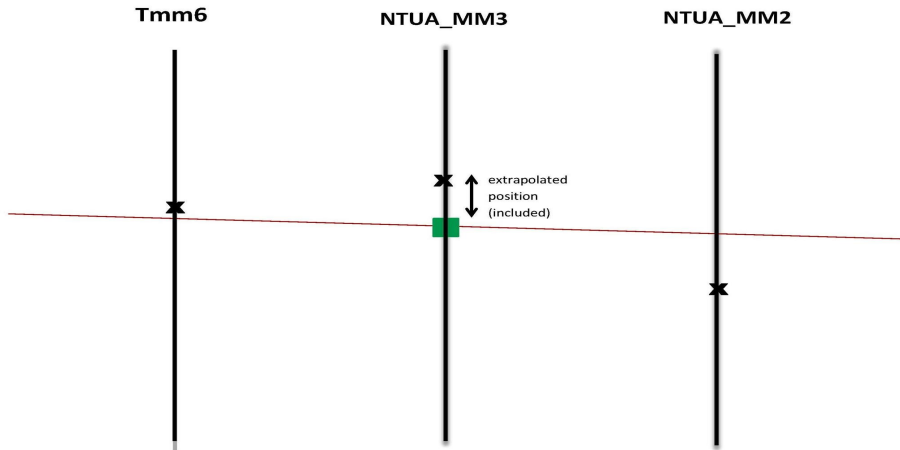 Tmm6
NTUA_MM3
NTUA_MM2
extrapolated
position
(included)